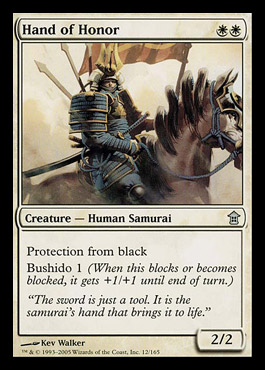 Hand of Honor
Creature — Human Samurai
Protection from black
Bushido 1 (When this blocks or becomes
blocked, it gets +1/+1 until end of turn.)
“The sword is just a tool. It is the
samurai’s hand that brings it to life.”
Kev Walker
2/2
™ & © 1993–2005 Wizards of the Coast, Inc. 12/165